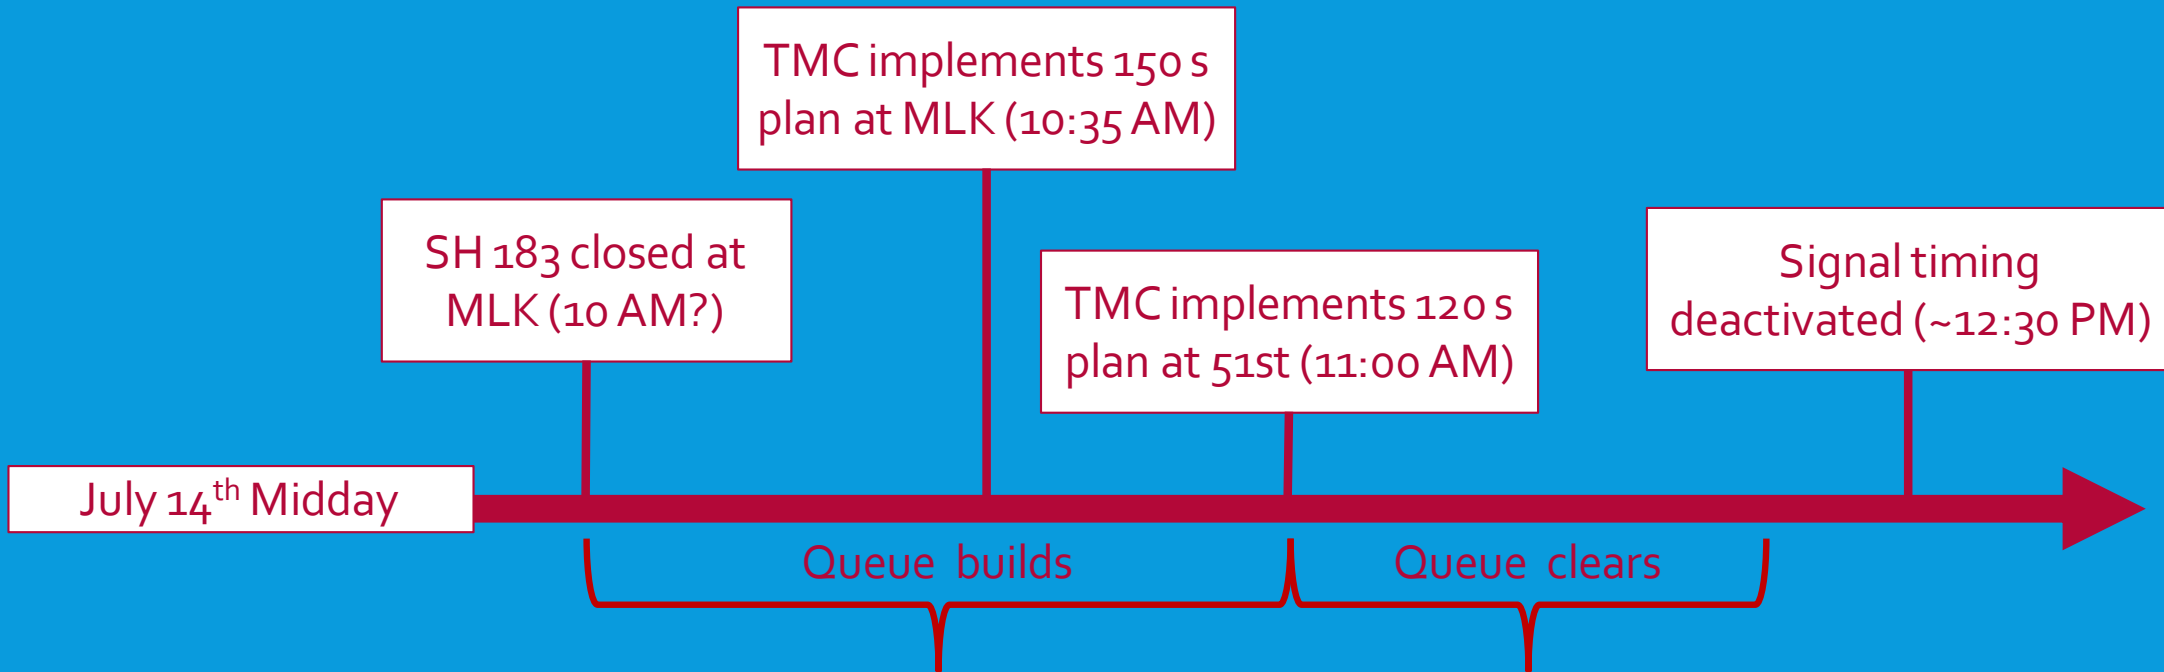 TMC implements 150 s
plan at MLK (10:35 AM)
SH 183 closed at
MLK (10 AM?)
TMC implements 120 s
plan at 51st (11:00 AM)
Signal timing
deactivated (~12:30 PM)
July 14th Midday
Queue builds
Queue clears